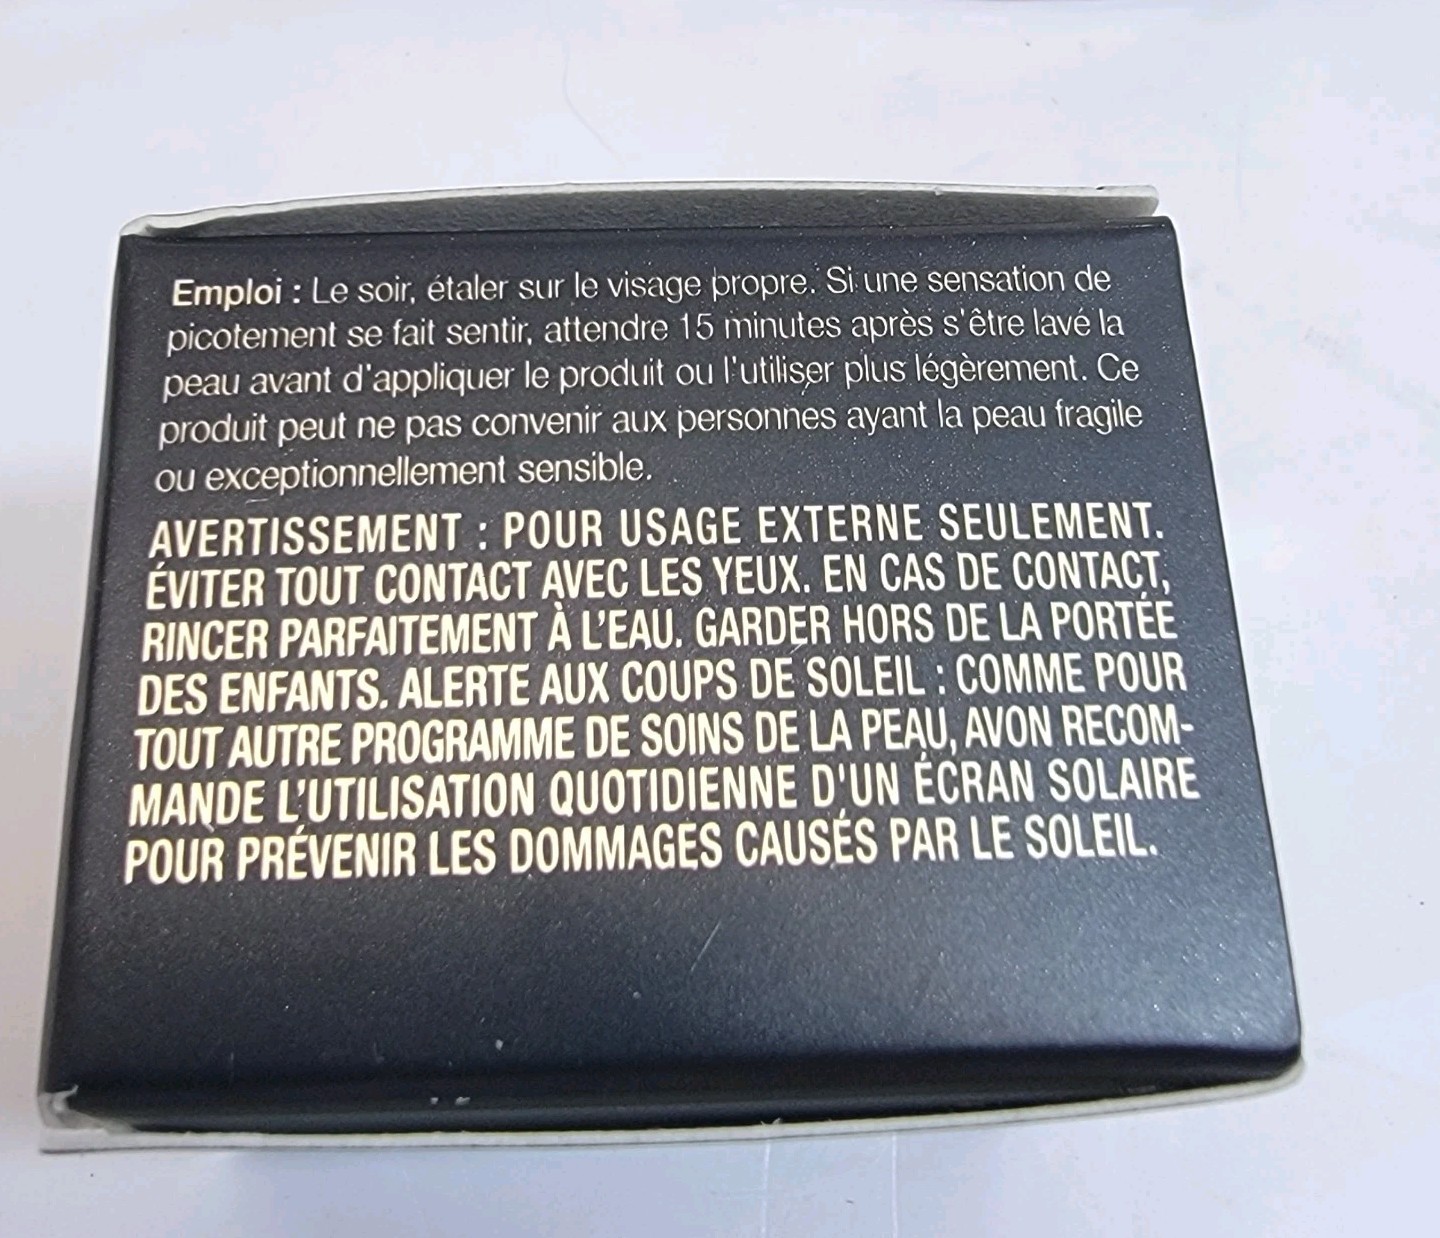 Emploi : Le soir, étaler sur le visage propre. Si une sensation de
picotement se fait sentir, attendre 15 minutes après s'être lavé la
peau avant d'appliquer le produit ou l'utiliser plus légèrement. Ce
produit peut ne pas convenir aux personnes ayant la peau fragile
ou exceptionnellement sensible.
AVERTISSEMENT : POUR USAGE EXTERNE SEULEMENT.
ÉVITER TOUT CONTACT AVEC LES YEUX. EN CAS DE CONTACT,
RINCER PARFAITEMENT À L'EAU. GARDER HORS DE LA PORTÉE
DES ENFANTS. ALERTE AUX COUPS DE SOLEIL : COMME POUR
TOUT AUTRE PROGRAMME DE SOINS DE LA PEAU, AVON RECOM-
MANDE L'UTILISATION QUOTIDIENNE D'UN ÉCRAN SOLAIRE
POUR PRÉVENIR LES DOMMAGES CAUSÉS PAR LE SOLEIL.